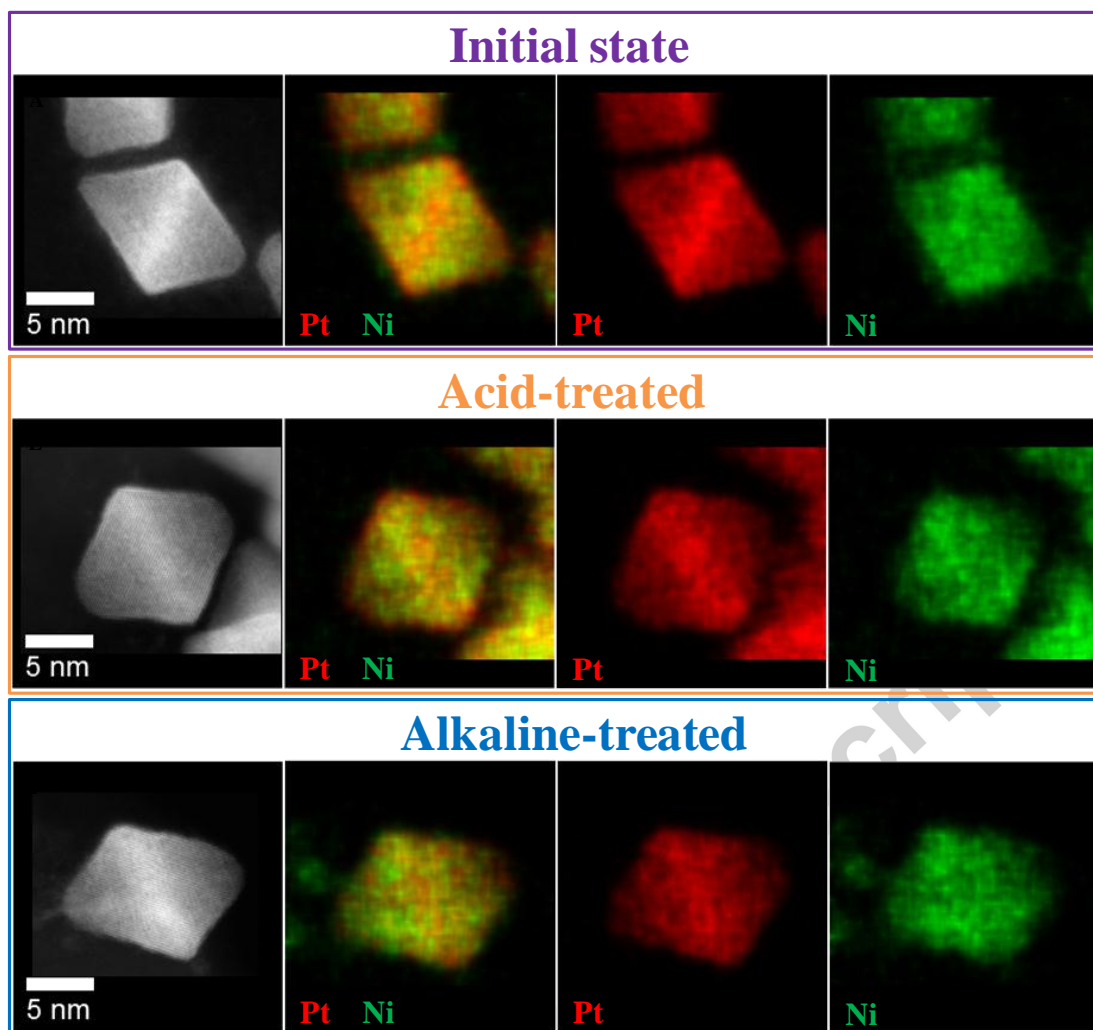 Initial state
A
5 nm
Pt Ni
Pt
Ni
Acid-treated
5 nm
Pt Ni
Pt
Ni
crip
Alkaline-treated
5 nm
Pt Ni
Pt
Ni